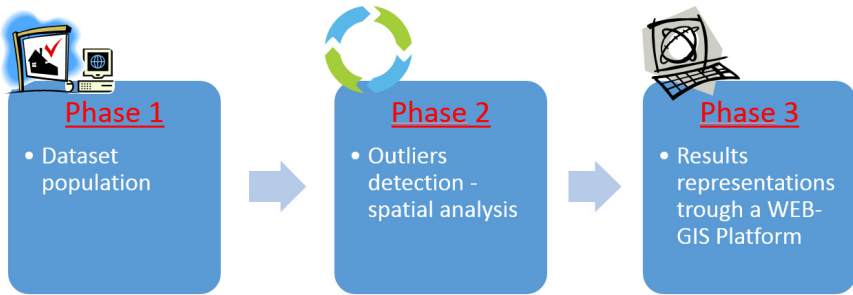 Phase 1
• Dataset
population
Phase 2
• Outliers
detection -
spatial analysis
Phase 3
• Results
representations
trough a WEB-
GIS Platform